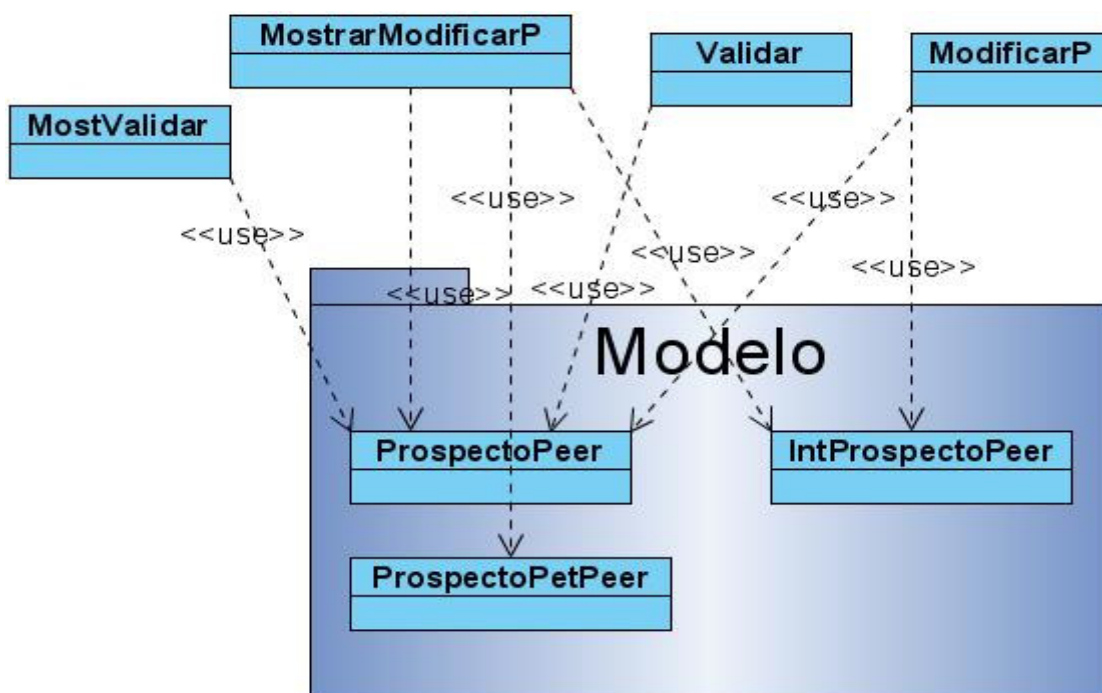 MostrarModificarP
Validar
ModificarP
MostValidar
<<use>>
<<use>>
<<use>>
<<use>>
<<use>>
<<use>>
<<use>>
Modelo
ProspectoPeer
IntProspectoPeer
ProspectoPetPeer